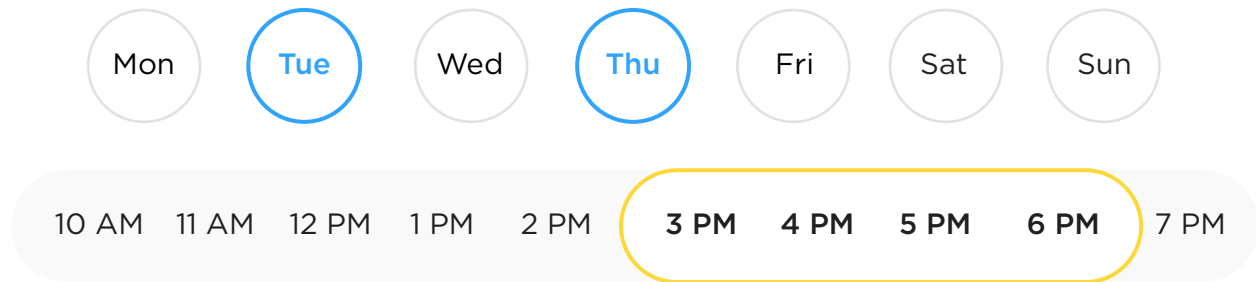 Mon Tue Wed Thu Fri Sat Sun
10 AM 11 AM 12 PM 1 PM 2 PM 3 PM 4 PM 5 PM 6 PM 7 PM